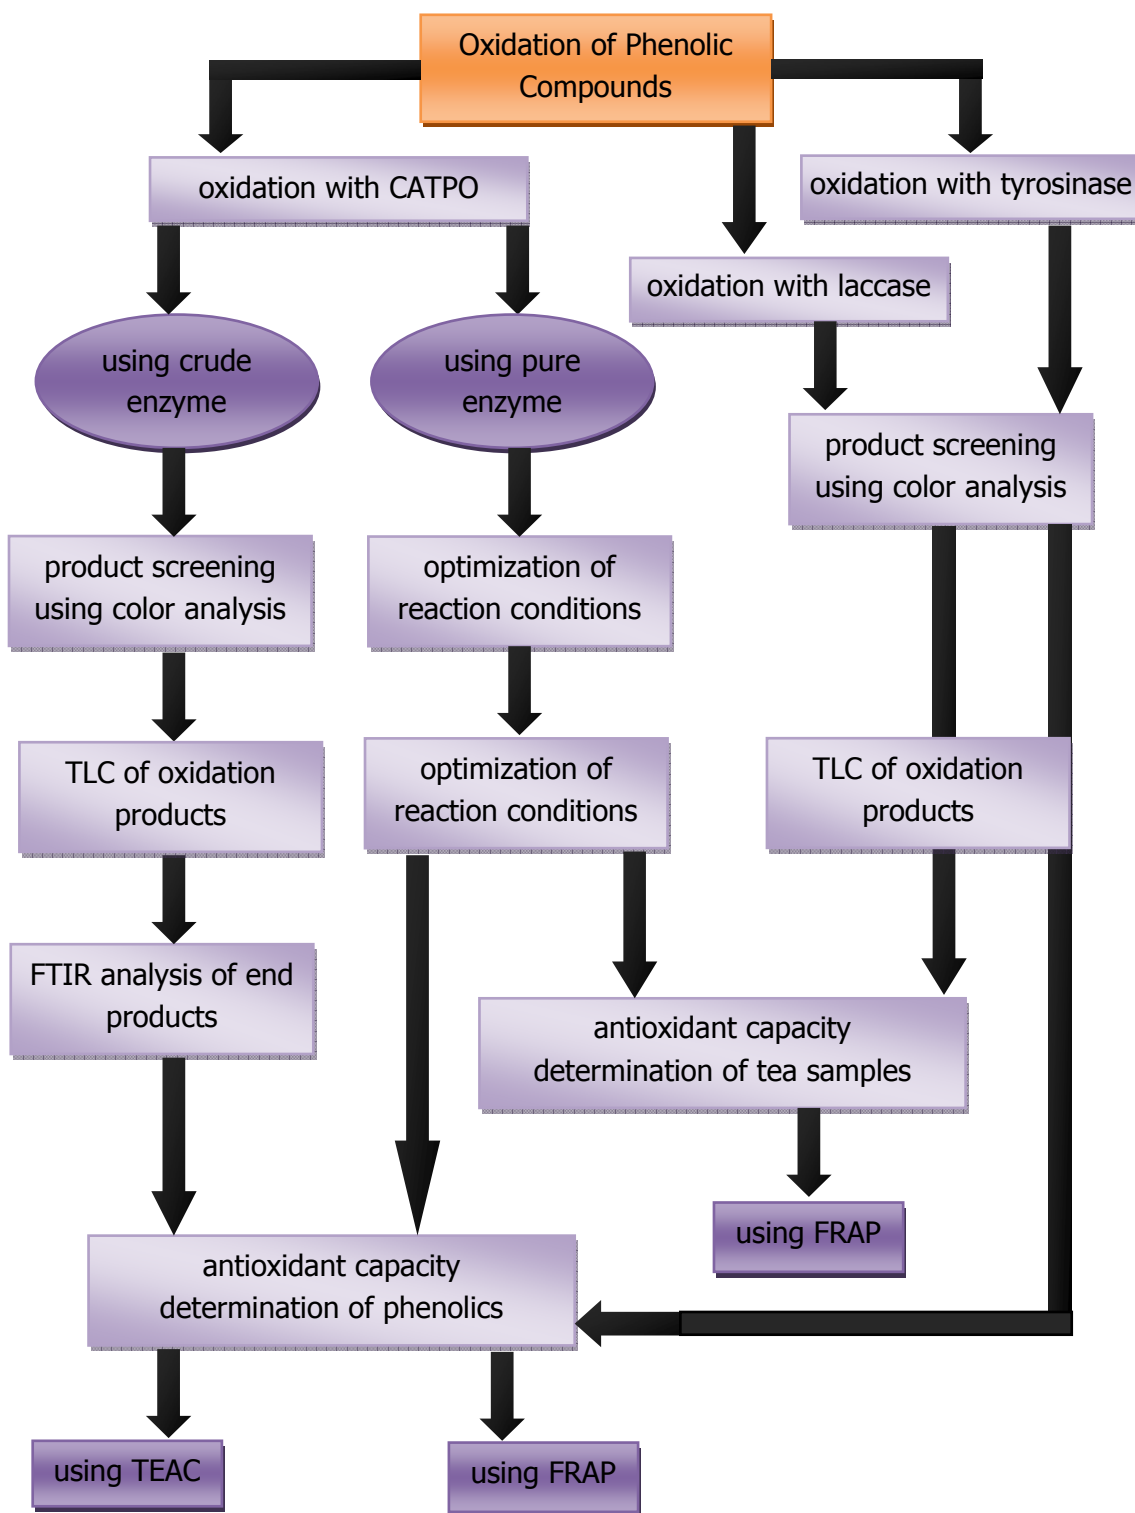 Oxidation of Phenolic
Compounds
oxidation with CATPO
oxidation with tyrosinase
oxidation with laccase
using crude
enzyme
using pure
enzyme
product screening
using color analysis
product screening
using color analysis
optimization of
reaction conditions
TLC of oxidation
products
optimization of
reaction conditions
TLC of oxidation
products
FTIR analysis of end
products
antioxidant capacity
determination of tea samples
using FRAP
antioxidant capacity
determination of phenolics
using TEAC
using FRAP